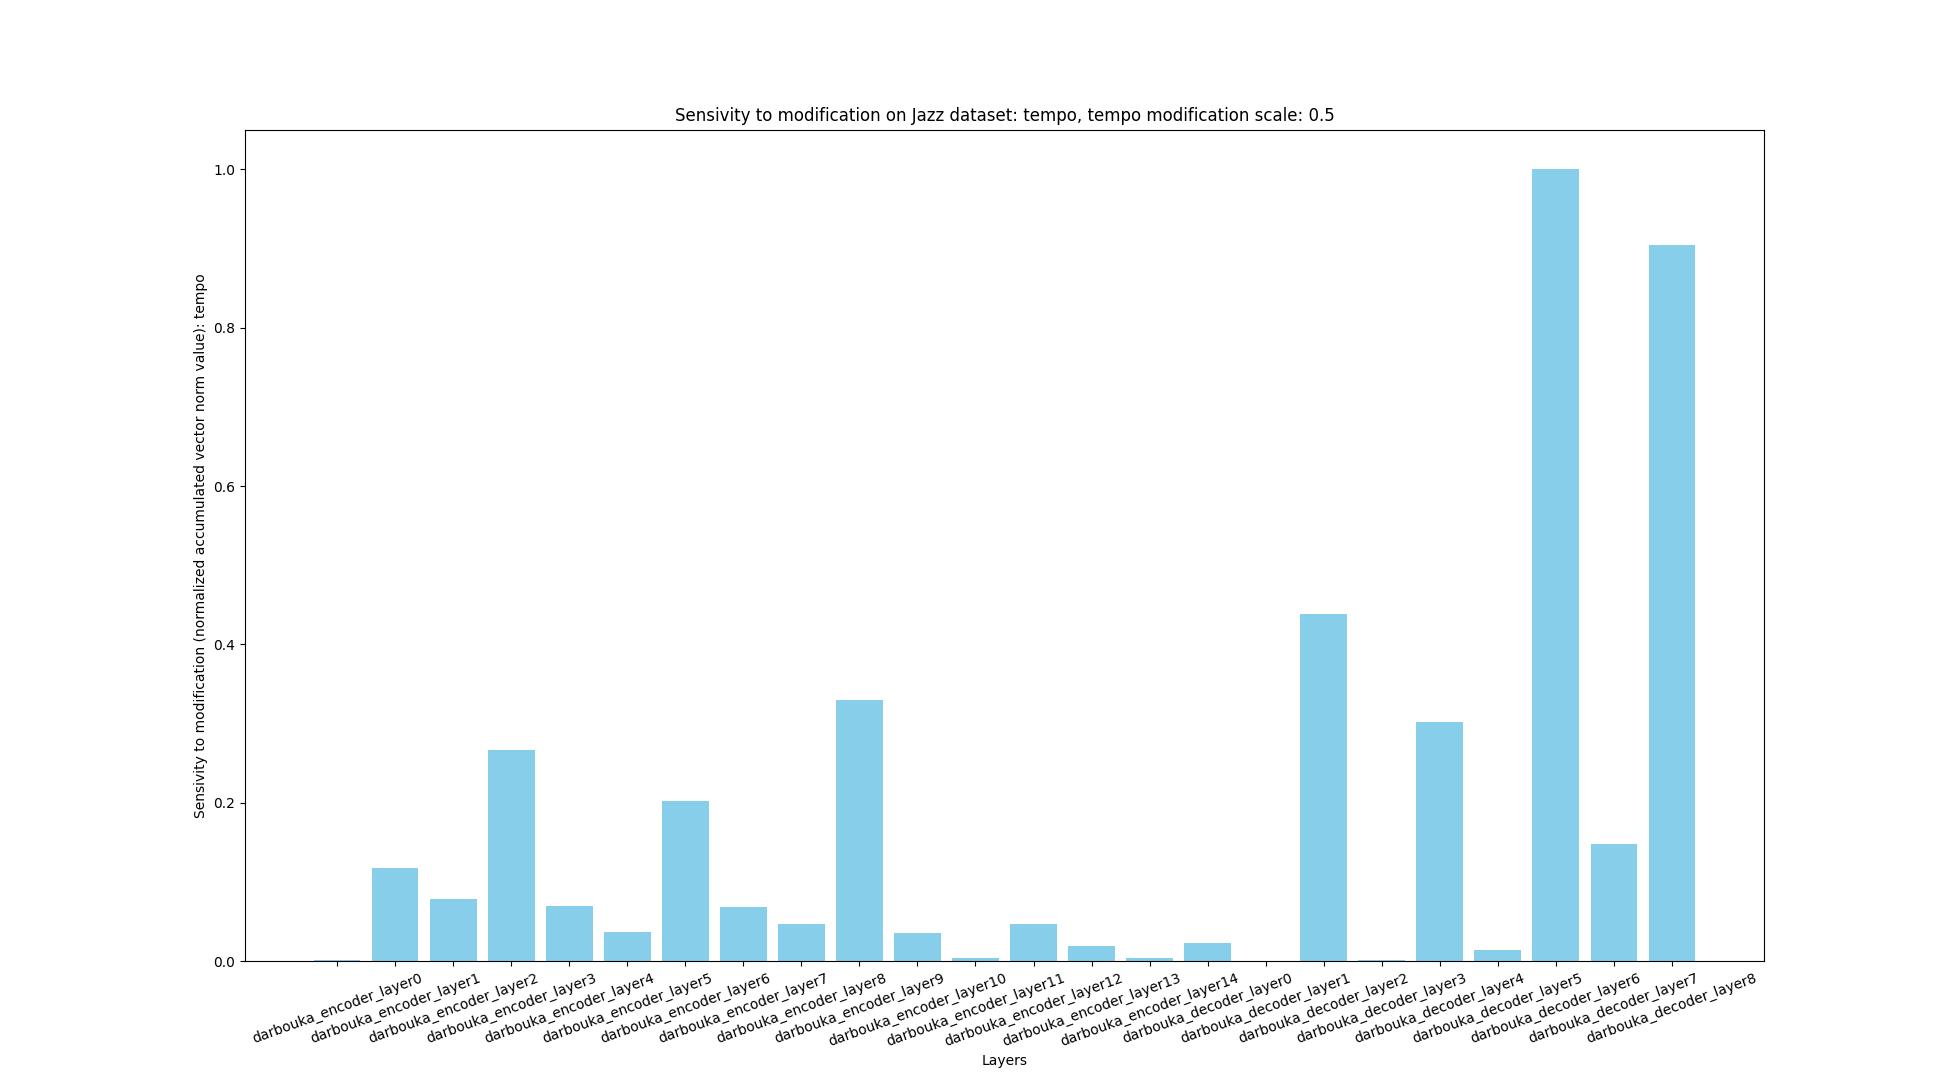 Sensivity to modification on Jazz dataset: tempo, tempo modification scale: 0.5
Sensivity to modification (normalized accumulated vector norm value): tempo
1.0
0.8
0.6
0.4
0.2
0.0
darbouka_encoder_layer0
darbouka_encoder_layer1
darbouka_encoder_layer2
darbouka_encoder_layer3
darbouka_encoder_layer4
darbouka_encoder_layer5
darbouka_encoder_layer6
darbouka_encoder_layer7
darbouka_encoder_layer8
darbouka_encoder_layer9
darbouka_encoder_layer10
darbouka_encoder_layer11
darbouka_encoder_layer12
darbouka_encoder_layer13
darbouka_encoder_layer14
darbouka_decoder_layer0
darbouka_decoder_layer1
darbouka_decoder_layer2
darbouka_decoder_layer3
darbouka_decoder_layer4
darbouka_decoder_layer5
darbouka_decoder_layer6
darbouka_decoder_layer7
darbouka_decoder_layer8
Layers